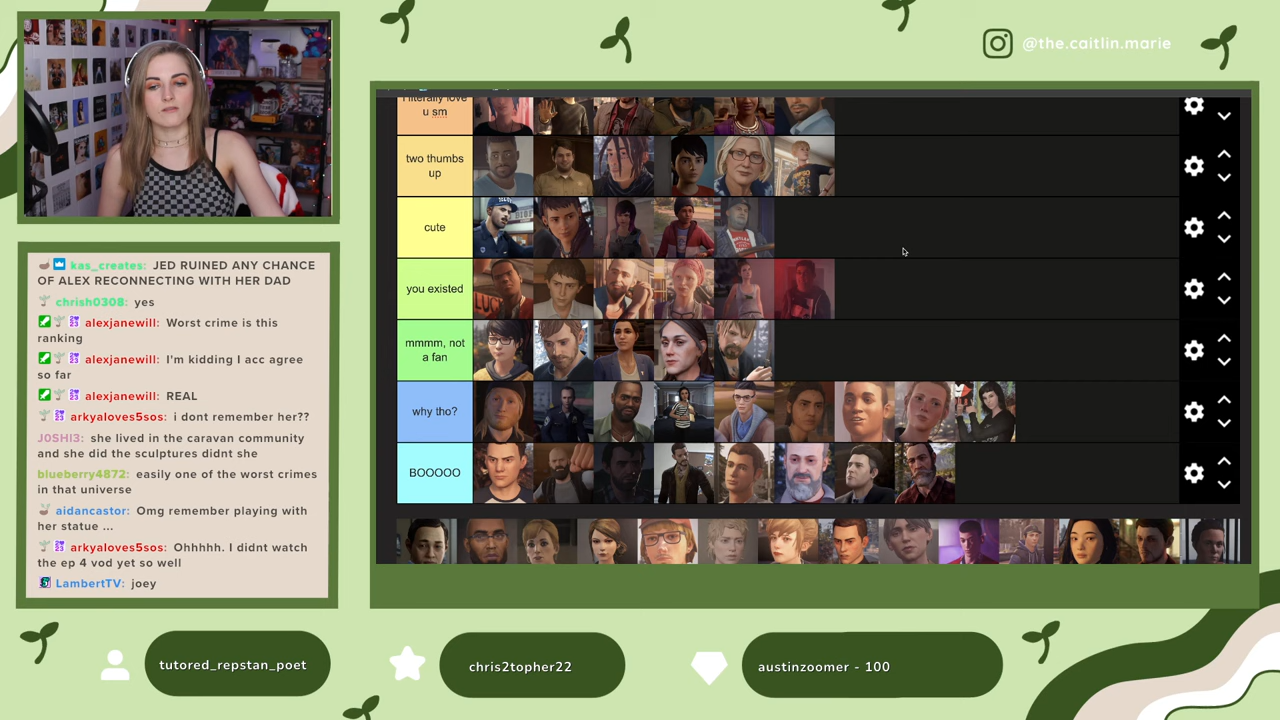 @the.caitlin.marie
I literally love
u sm
two thumbs
up
cute
you existed
mmmm, not
a fan
why tho?
BOOOOO
kas_creates: JED RUINED ANY CHANCE
OF ALEX RECONNECTING WITH HER DAD
chrish0308: yes
alexjanewill: Worst crime is this
ranking
alexjanewill: I'm kidding I acc agree
so far
alexjanewill: REAL
arkyaloves5sos: i dont remember her??
J0SHI3: she lived in the caravan community
and she did the sculptures didnt she
blueberry4872: easily one of the worst crimes
in that universe
aidancastor: Omg remember playing with
her statue ...
arkyaloves5sos: Ohhhhh. I didnt watch
the ep 4 vod yet so well
LambertTV: joey
tutored_repstan_poet
chris2topher22
austinzoomer - 100